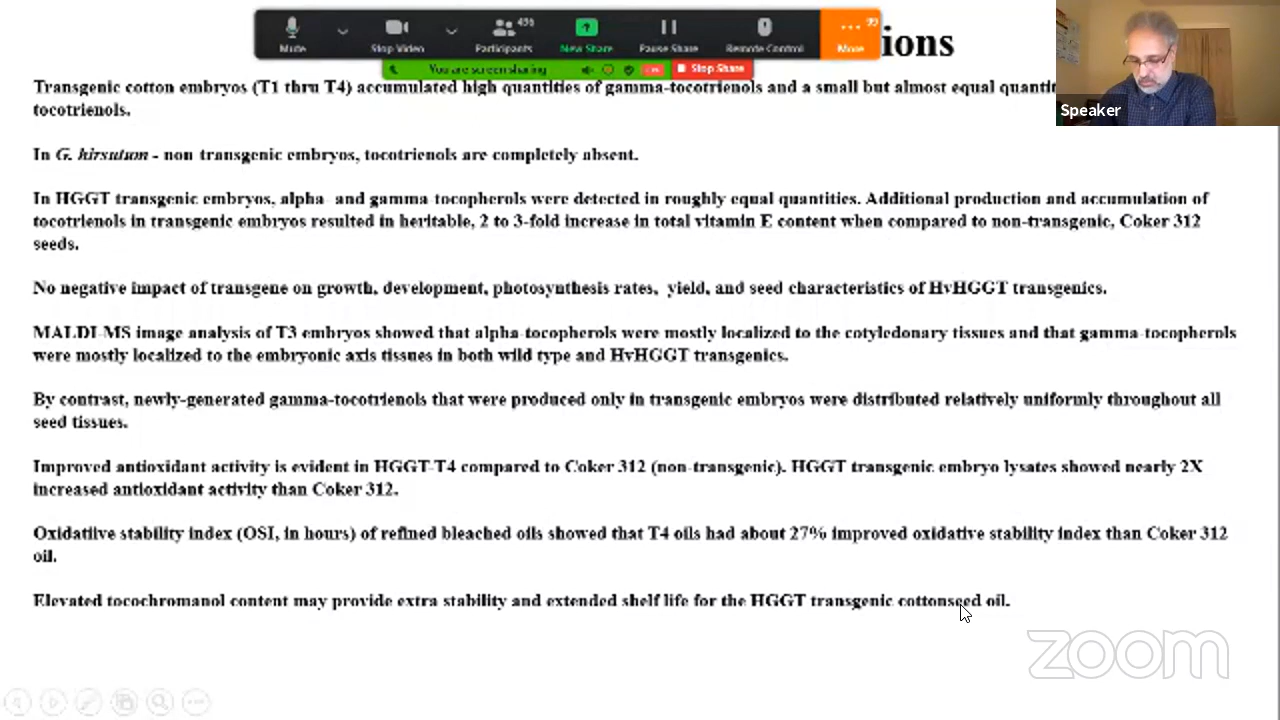 Mute
Stop Video
Participants
436
New Share
Pause Share
Remote Control
More
ions
You are screen sharing
Stop Share
Speaker
Transgenic cotton embryos (T1 thru T4) accumulated high quantities of gamma-tocotrienols and a small but almost equal
tocotrienols.
In G. hirsutum - non transgenic embryos, tocotrienols are completely absent.
In HGGT transgenic embryos, alpha- and gamma-tocopherols were detected in roughly equal quantities. Additional production and accumulation of
tocotrienols in transgenic embryos resulted in heritable, 2 to 3-fold increase in total vitamin E content when compared to non-transgenic, Coker 312
seeds.
No negative impact of transgene on growth, development, photosynthesis rates, yield, and seed characteristics of HvHGGT transgenics.
MALDI-MS image analysis of T3 embryos showed that alpha-tocopherols were mostly localized to the cotyledonary tissues and that gamma-tocopherols
were mostly localized to the embryonic axis tissues in both wild type and HvHGGT transgenics.
By contrast, newly-generated gamma-tocotrienols that were produced only in transgenic embryos were distributed relatively uniformly throughout all
seed tissues.
Improved antioxidant activity is evident in HGGT-T4 compared to Coker 312 (non-transgenic). HGGT transgenic embryo lysates showed nearly 2X
increased antioxidant activity than Coker 312.
Oxidatiive stability index (OSI, in hours) of refined bleached oils showed that T4 oils had about 27% improved oxidative stability index than Coker 312
oil.
Elevated tocochromanol content may provide extra stability and extended shelf life for the HGGT transgenic cottonseed oil.
zoom